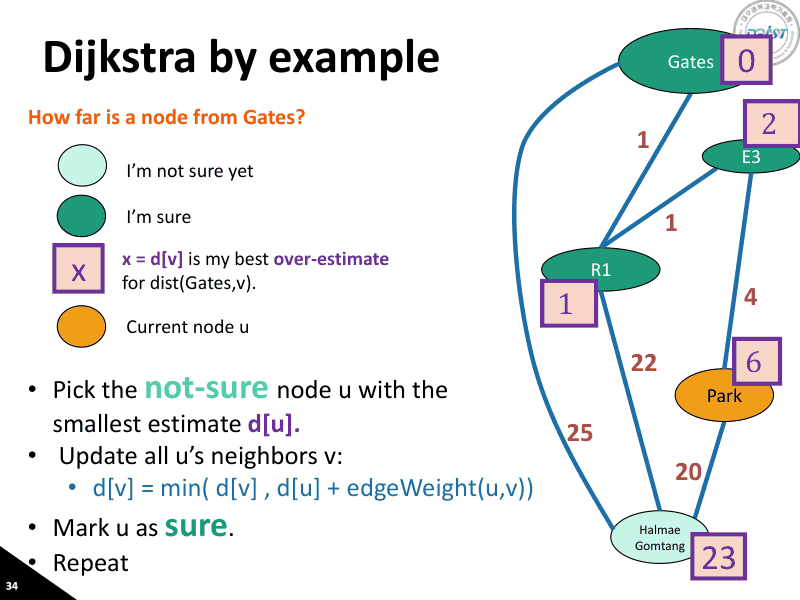 Dijkstra by example
How far is a node from Gates?
I'm not sure yet
I'm sure
x
x = d[v] is my best over-estimate
for dist(Gates,v).
Current node u
• Pick the not-sure node u with the
smallest estimate d[u].
• Update all u's neighbors v:
• d[v] = min( d[v] , d[u] + edgeWeight(u,v))
• Mark u as sure.
• Repeat
34
Gates
0
2
E3
1
1
R1
1
4
22
6
Park
25
20
Halmae
Gomtang
23